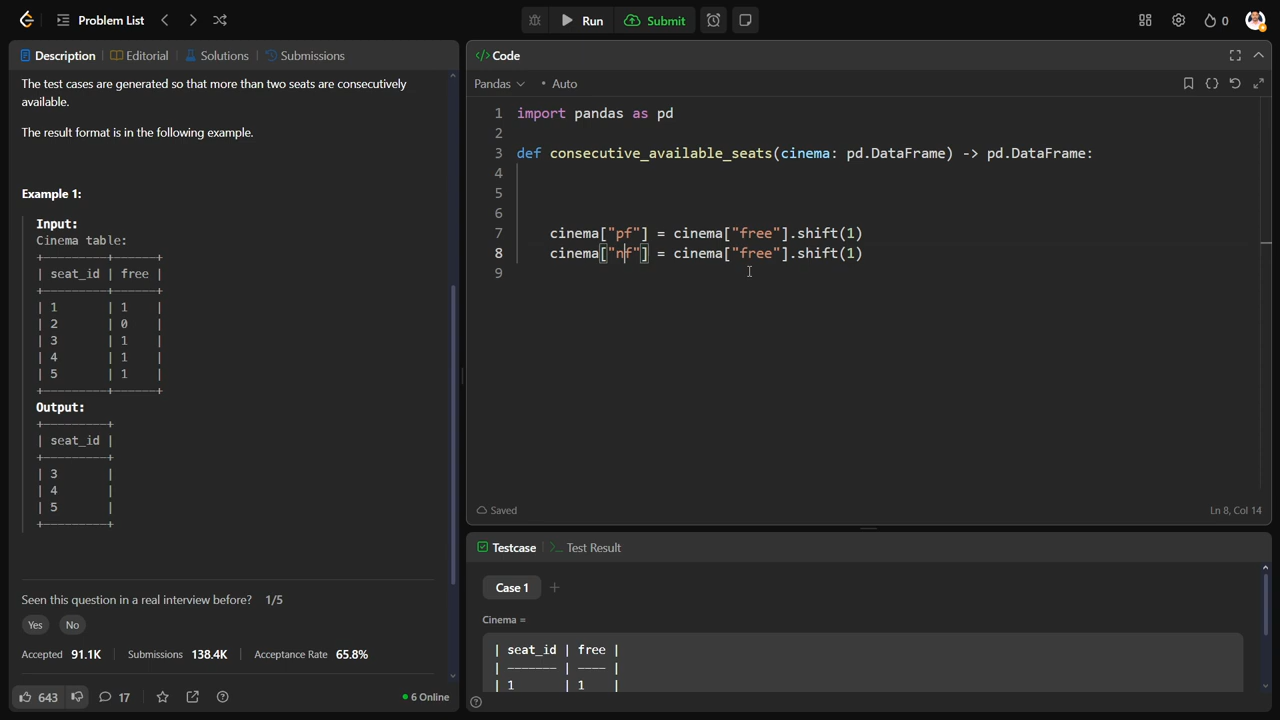 Problem List
Run
Submit
0
Description
Editorial
Solutions
Submissions
The test cases are generated so that more than two seats are consecutively
available.
The result format is in the following example.
Example 1:
Input:
Cinema table:
+---------+------+
| seat_id | free |
+---------+------+
| 1       | 1    |
| 2       | 0    |
| 3       | 1    |
| 4       | 1    |
| 5       | 1    |
+---------+------+
Output:
+---------+
| seat_id |
+---------+
| 3       |
| 4       |
| 5       |
+---------+
Seen this question in a real interview before? 1/5
Yes No
Accepted 91.1K | Submissions 138.4K | Acceptance Rate 65.8%
643 17 6 Online
</> Code
Pandas • Auto
1 import pandas as pd
2
3 def consecutive_available_seats(cinema: pd.DataFrame) -> pd.DataFrame:
4
5
6
7 cinema["pf"] = cinema["free"].shift(1)
8 cinema["nf"] = cinema["free"].shift(1)
9
Saved Ln 8, Col 14
Testcase >_ Test Result
Case 1 +
Cinema =
| seat_id | free |
| ------- | ---- |
| 1       | 1    |